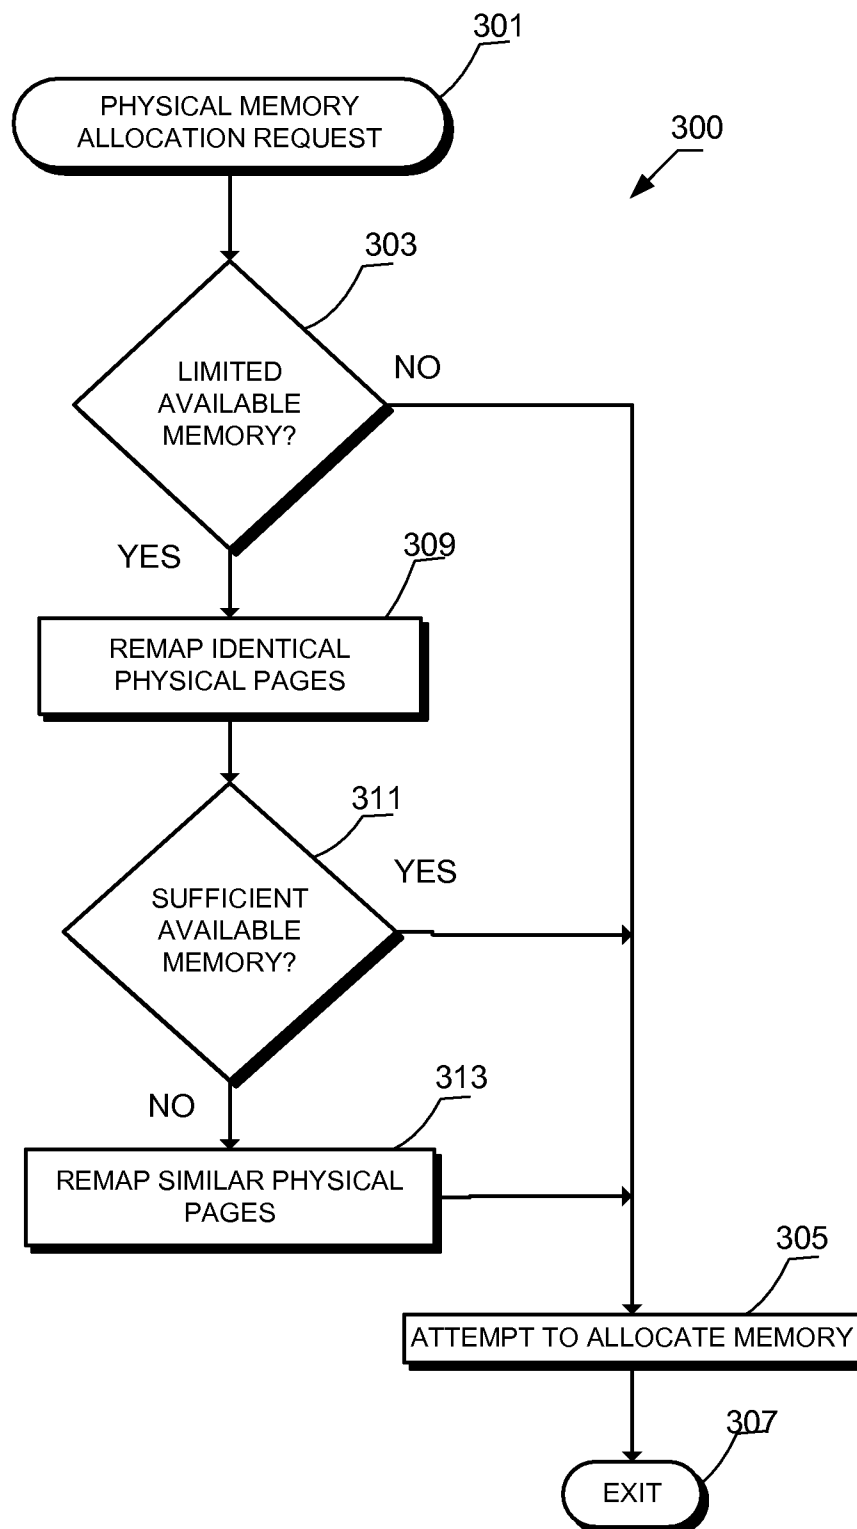 301
PHYSICAL MEMORY
ALLOCATION REQUEST
300
303
LIMITED
AVAILABLE
MEMORY?
NO
YES
309
REMAP IDENTICAL
PHYSICAL PAGES
311
SUFFICIENT
AVAILABLE
MEMORY?
YES
NO
313
REMAP SIMILAR PHYSICAL
PAGES
305
ATTEMPT TO ALLOCATE MEMORY
307
EXIT